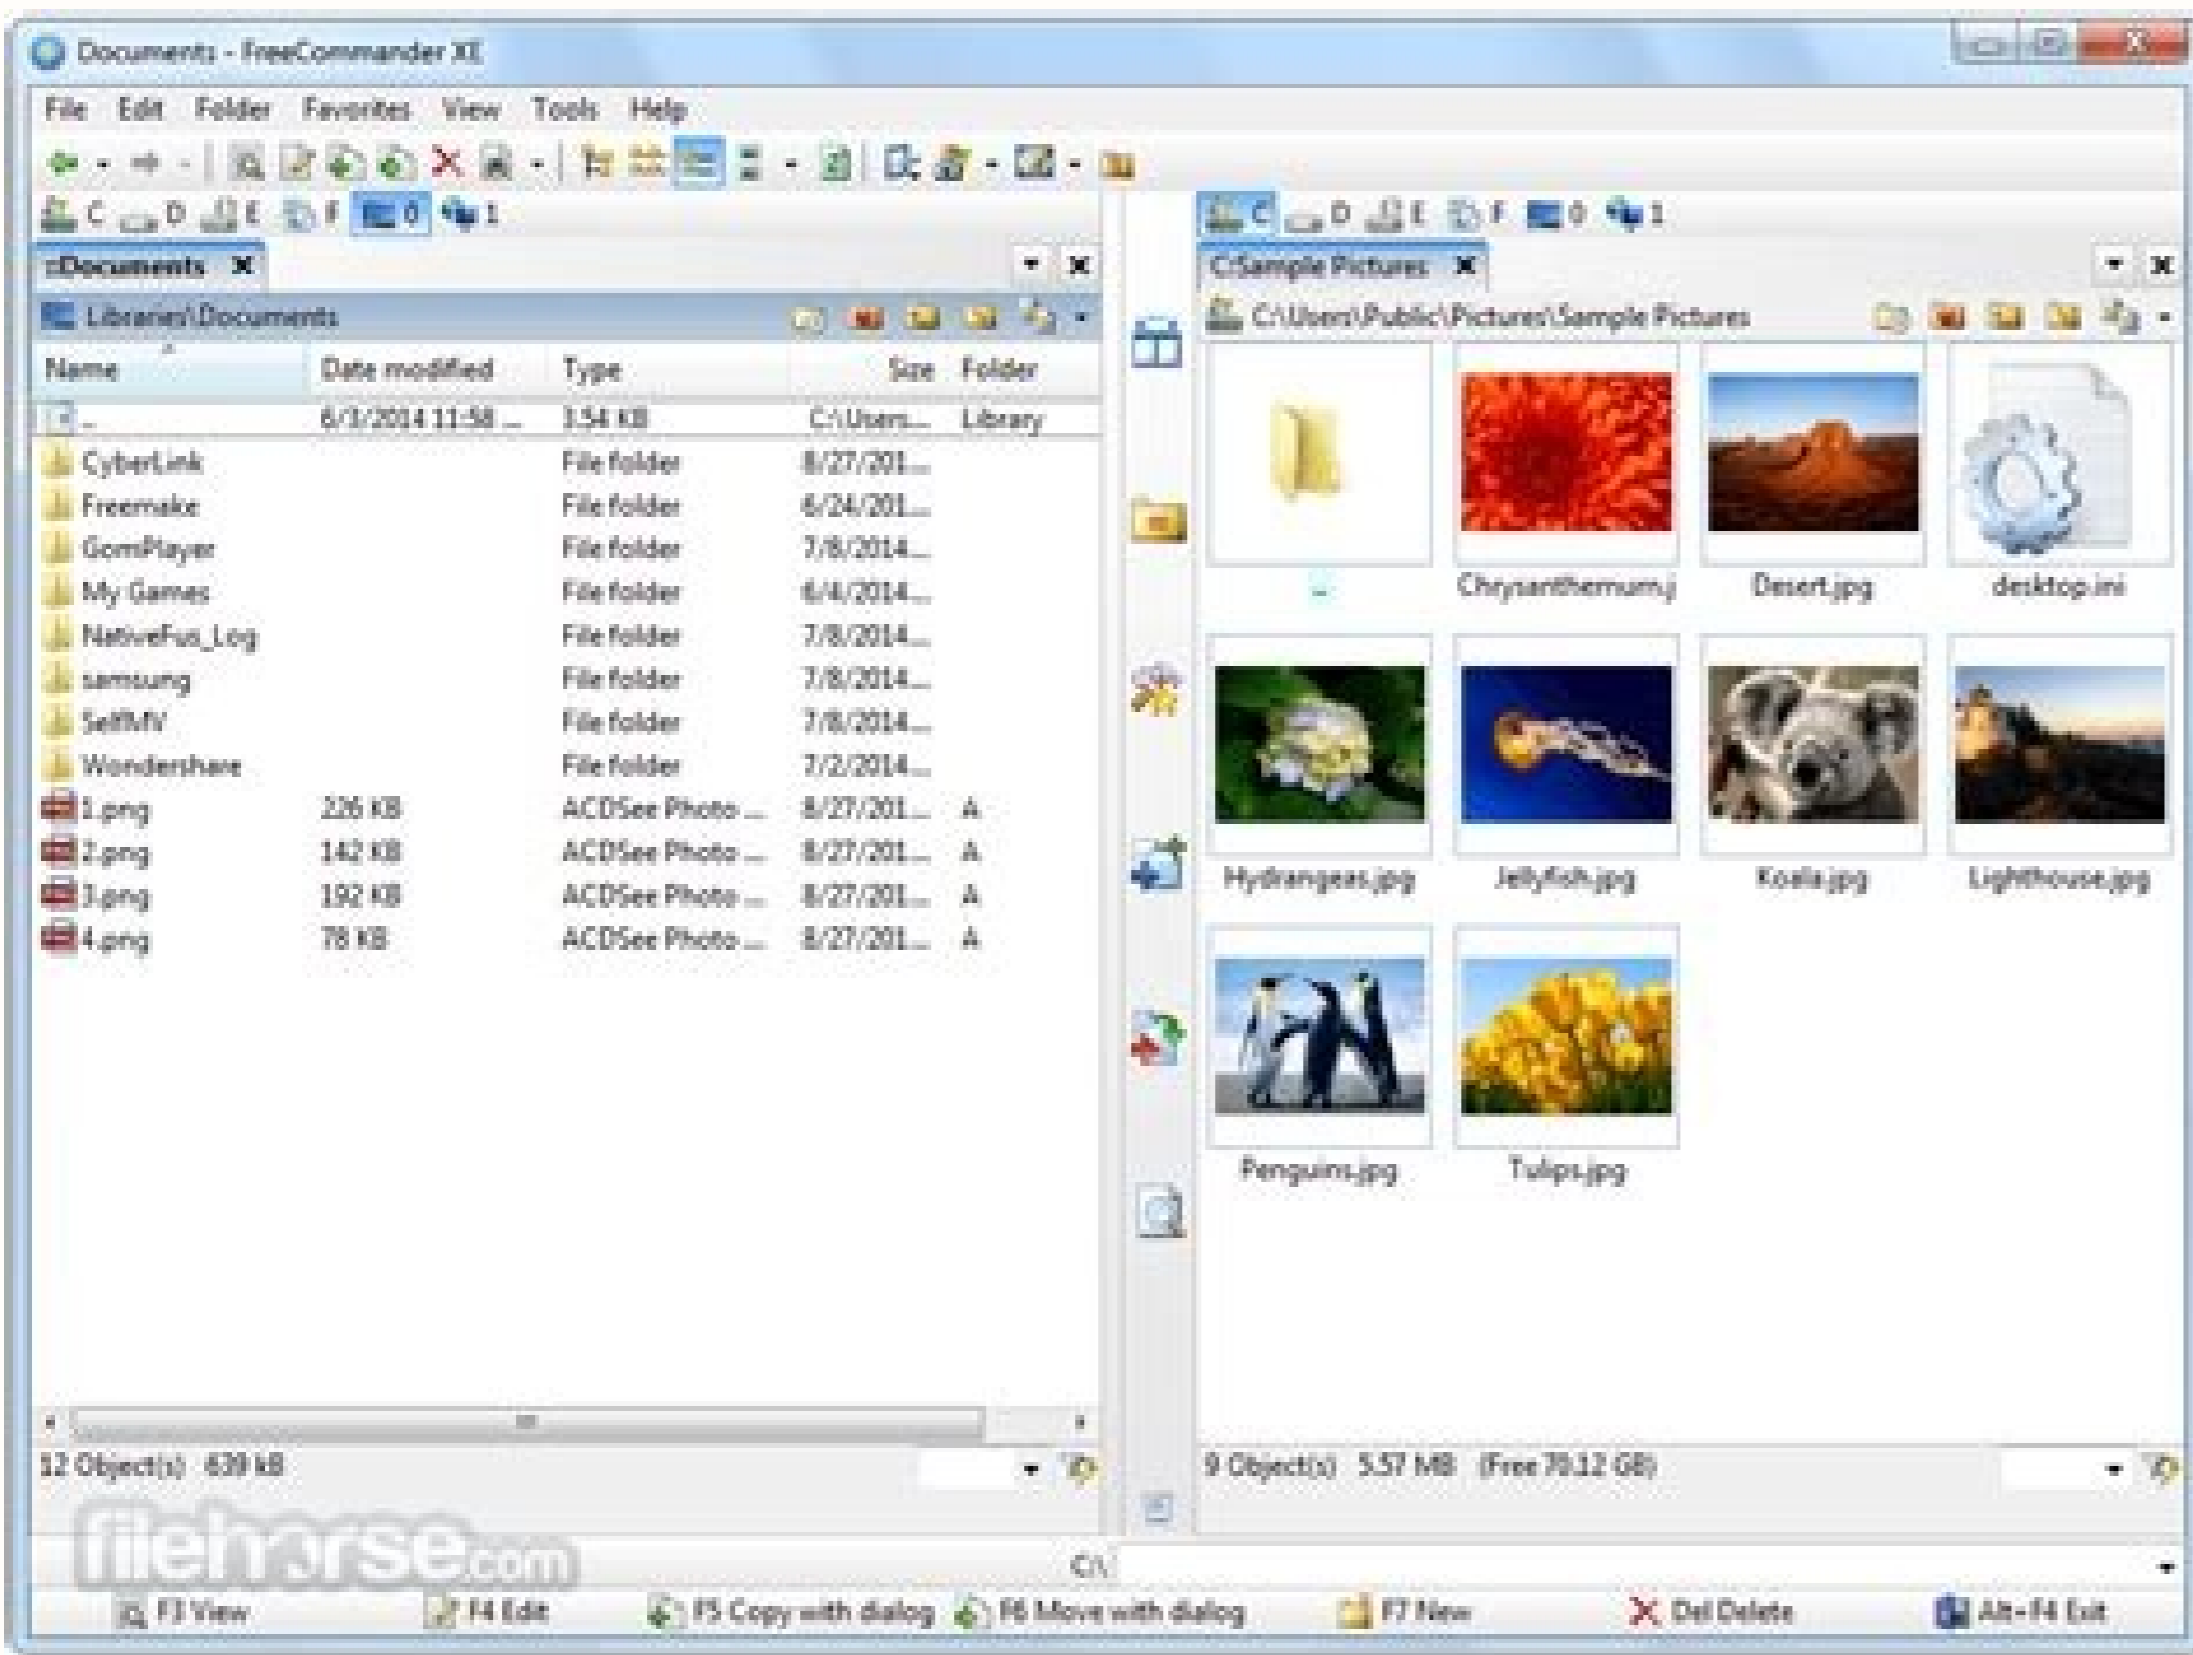 Documents - FreeCommander XE
File Edit Folder Favorites View Tools Help
C D E F 0 1
C D E F 0 1
::Documents
C:Sample Pictures
Libraries\Documents
C:\Users\Public\Pictures\Sample Pictures
Name Date modified Type Size Folder
.. 6/3/2014 11:58 ... 3.54 KB C:\Users... Library
CyberLink File folder 8/27/201...
Freemake File folder 6/24/201...
GomPlayer File folder 7/8/2014...
My Games File folder 6/4/2014...
NativeFus_Log File folder 7/8/2014...
samsung File folder 7/8/2014...
SelfMV File folder 7/8/2014...
Wondershare File folder 7/2/2014...
1.png 226 KB ACDSee Photo ... 8/27/201... A
2.png 142 KB ACDSee Photo ... 8/27/201... A
3.png 192 KB ACDSee Photo ... 8/27/201... A
4.png 78 KB ACDSee Photo ... 8/27/201... A
12 Object(s) 639 kB
.. Chrysanthemum.j Desert.jpg desktop.ini
Hydrangeas.jpg Jellyfish.jpg Koala.jpg Lighthouse.jpg
Penguins.jpg Tulips.jpg
9 Object(s) 5.57 MB (Free 70.12 GB)
filehorse.com
C:\
F3 View F4 Edit F5 Copy with dialog F6 Move with dialog F7 New Del Delete Alt+F4 Exit